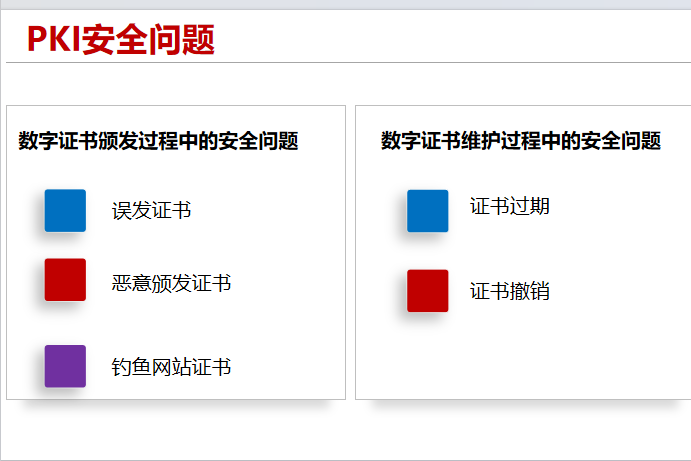 PKI安全问题
数字证书颁发过程中的安全问题
误发证书
恶意颁发证书
钓鱼网站证书
数字证书维护过程中的安全问题
证书过期
证书撤销